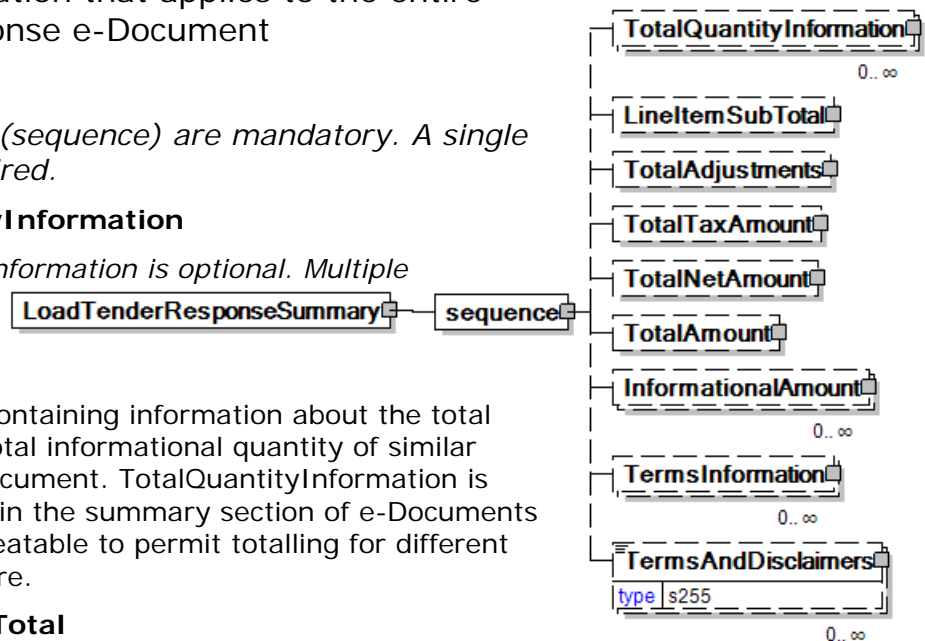 ation that applies to the entire
onse e-Document
(sequence) are mandatory. A single
red.
yInformation
nformation is optional. Multiple
ontaining information about the total
otal informational quantity of similar
cument. TotalQuantityInformation is
in the summary section of e-Documents
eatable to permit totalling for different
re.
Total
LoadTenderResponseSummary
sequence
TotalQuantityInformation
0.. ∞
LineItemSubTotal
TotalAdjustments
TotalTaxAmount
TotalNetAmount
TotalAmount
InformationalAmount
0.. ∞
TermsInformation
0.. ∞
TermsAndDisclaimers
type s255
0.. ∞